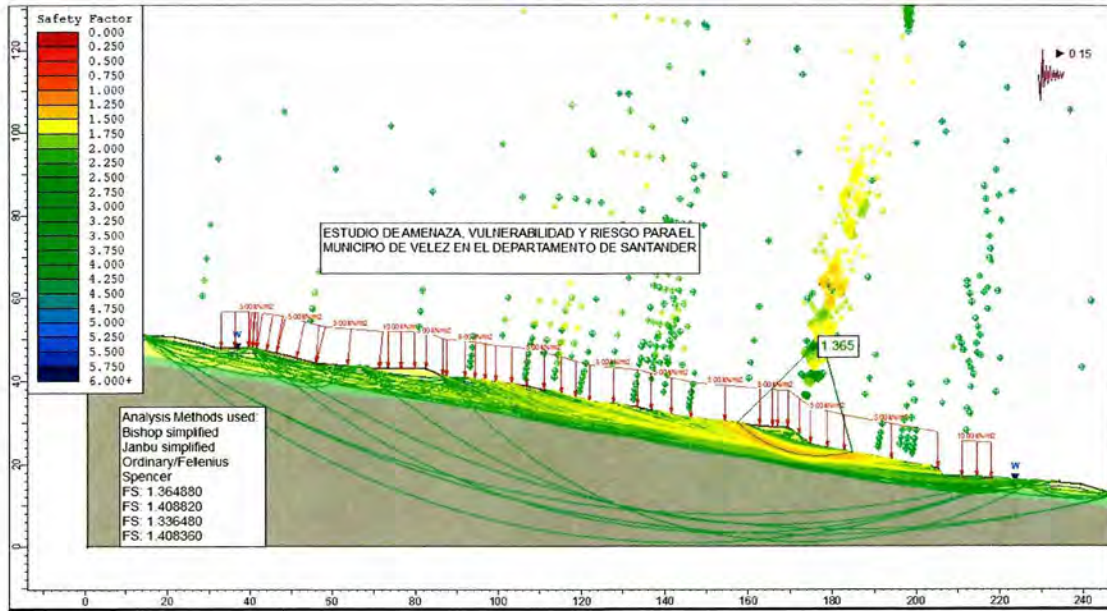 Safety Factor
0.000
0.250
0.500
0.750
1.000
1.250
1.500
1.750
2.000
2.250
2.500
2.750
3.000
3.250
3.500
3.750
4.000
4.250
4.500
4.750
5.000
5.250
5.500
5.750
6.000+
120
100
80
60
40
20
0
0.15
ESTUDIO DE AMENAZA, VULNERABILIDAD Y RIESGO PARA EL
MUNICIPIO DE VELEZ EN EL DEPARTAMENTO DE SANTANDER
W
1.365
W
Analysis Methods used:
Bishop simplified
Janbu simplified
Ordinary/Fellenius
Spencer
FS: 1.364880
FS: 1.408820
FS: 1.336480
FS: 1.408360
0 20 40 60 80 100 120 140 160 180 200 220 240